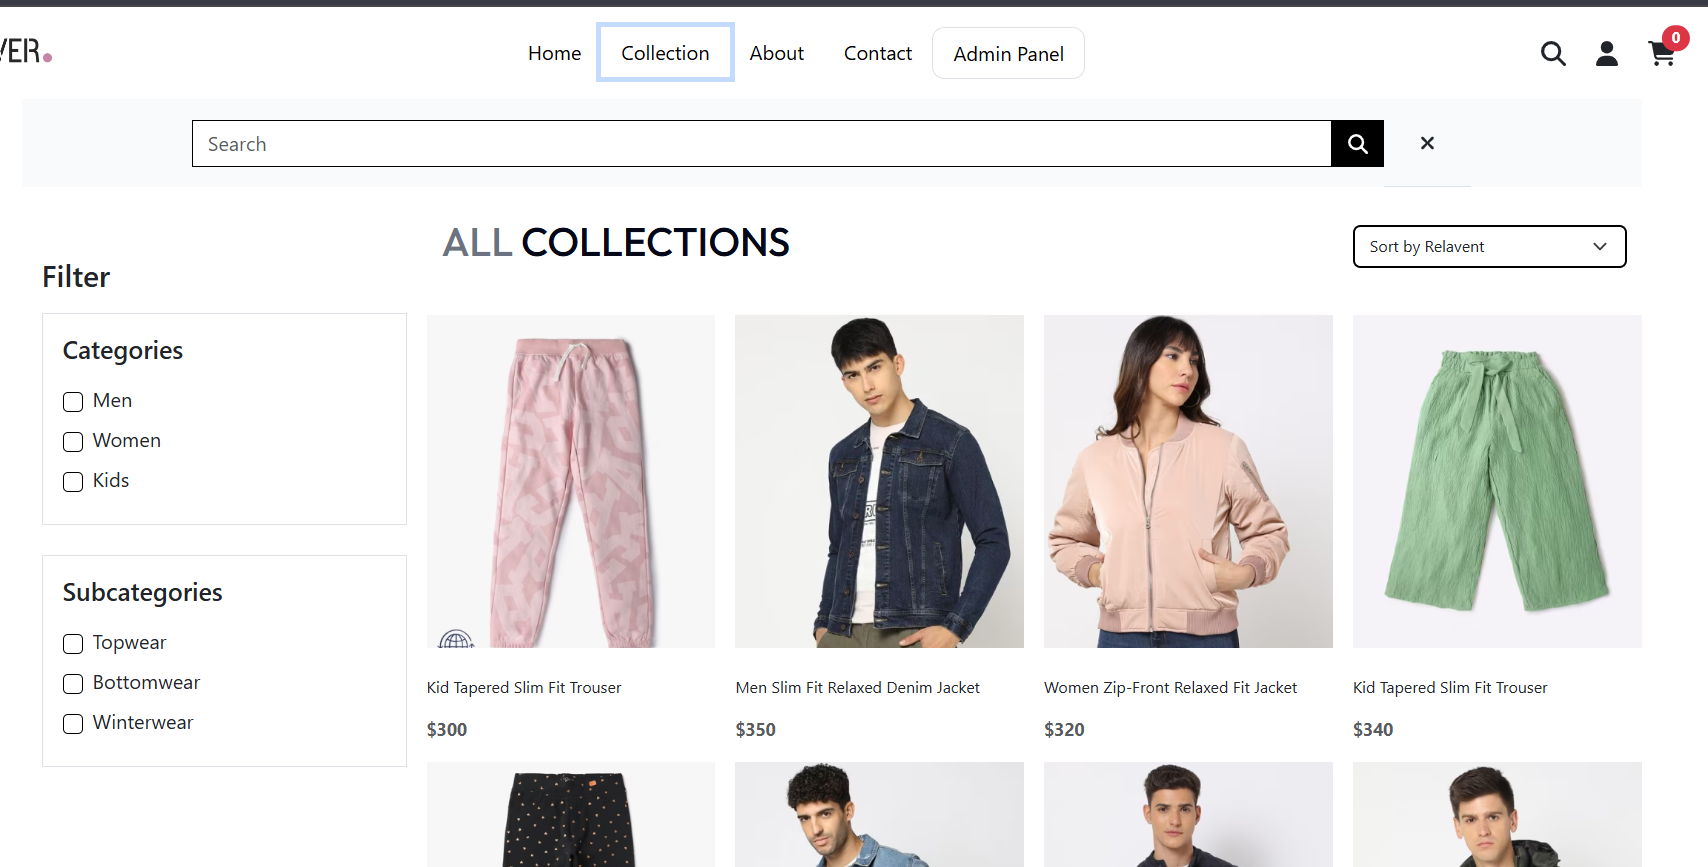 VER.
Home Collection About Contact Admin Panel
0
Search
ALL COLLECTIONS
Sort by Relavent
Filter
Categories
Men
Women
Kids
Subcategories
Topwear
Bottomwear
Winterwear
Kid Tapered Slim Fit Trouser
$300
Men Slim Fit Relaxed Denim Jacket
$350
Women Zip-Front Relaxed Fit Jacket
$320
Kid Tapered Slim Fit Trouser
$340